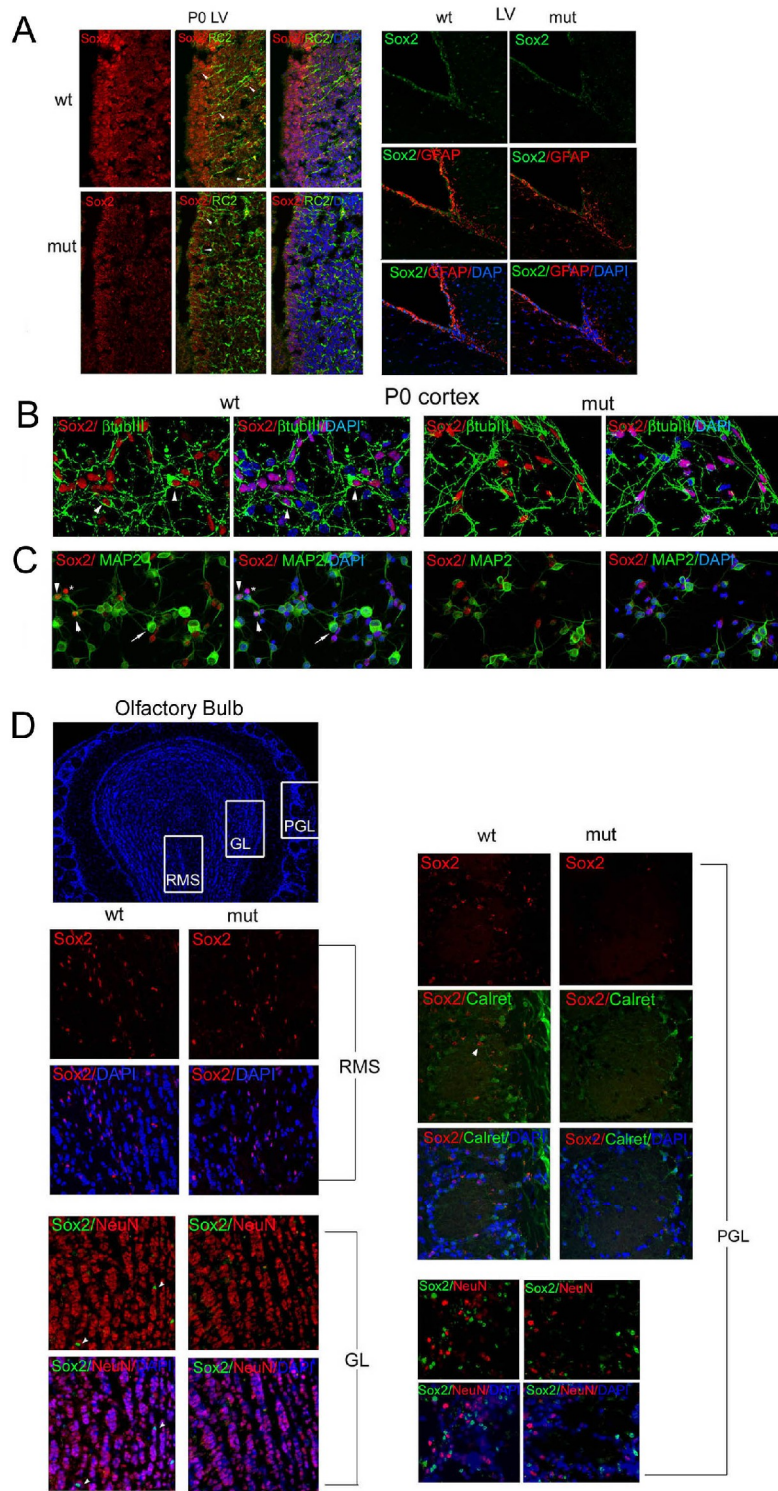 A
P0 LV
wt
LV
mut
Sox2
Sox2/RC2
Sox2/RC2/
Sox2
Sox2
wt
Sox2/GFAP
Sox2/GFAP
Sox2
Sox2/RC2
Sox2/RC2/
mut
Sox2/GFAP/DAP
Sox2/GFAP/DAPI
P0 cortex
wt
mut
B
Sox2/ βtubIII
Sox2/ βtubIII/DAPI
Sox2/βtubIII
Sox2/ βtubIII/DAPI
C
Sox2/ MAP2
Sox2/ MAP2/DAPI
Sox2/ MAP2
Sox2/ MAP2/DAPI
*
*
D
Olfactory Bulb
PGL
GL
RMS
wt
mut
Sox2
Sox2
Sox2/DAPI
Sox2/DAPI
RMS
Sox2/NeuN
Sox2/NeuN
Sox2/NeuN/
Sox2/NeuN/
GL
wt
mut
Sox2
Sox2
Sox2/Calret
Sox2/Calret
Sox2/Calret/DAPI
Sox2/Calret/DAPI
PGL
Sox2/NeuN
Sox2/NeuN
Sox2/NeuN/DAPI
Sox2/NeuN/DAPI